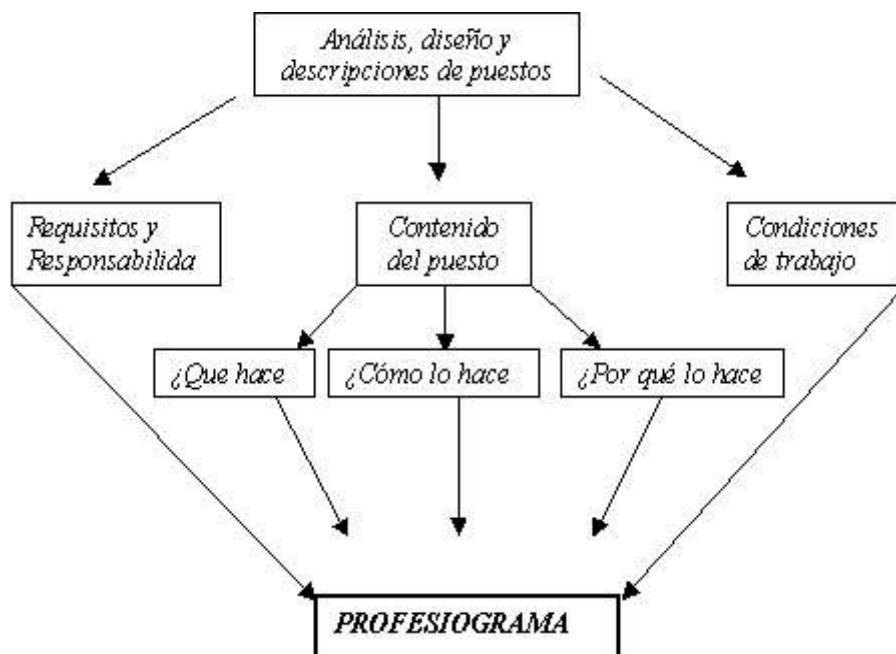 Análisis, diseño y
descripciones de puestos
Requisitos y
Responsabilida
Contenido
del puesto
Condiciones
de trabajo
¿Que hace
¿Cómo lo hace
¿Por qué lo hace
PROFESIOGRAMA